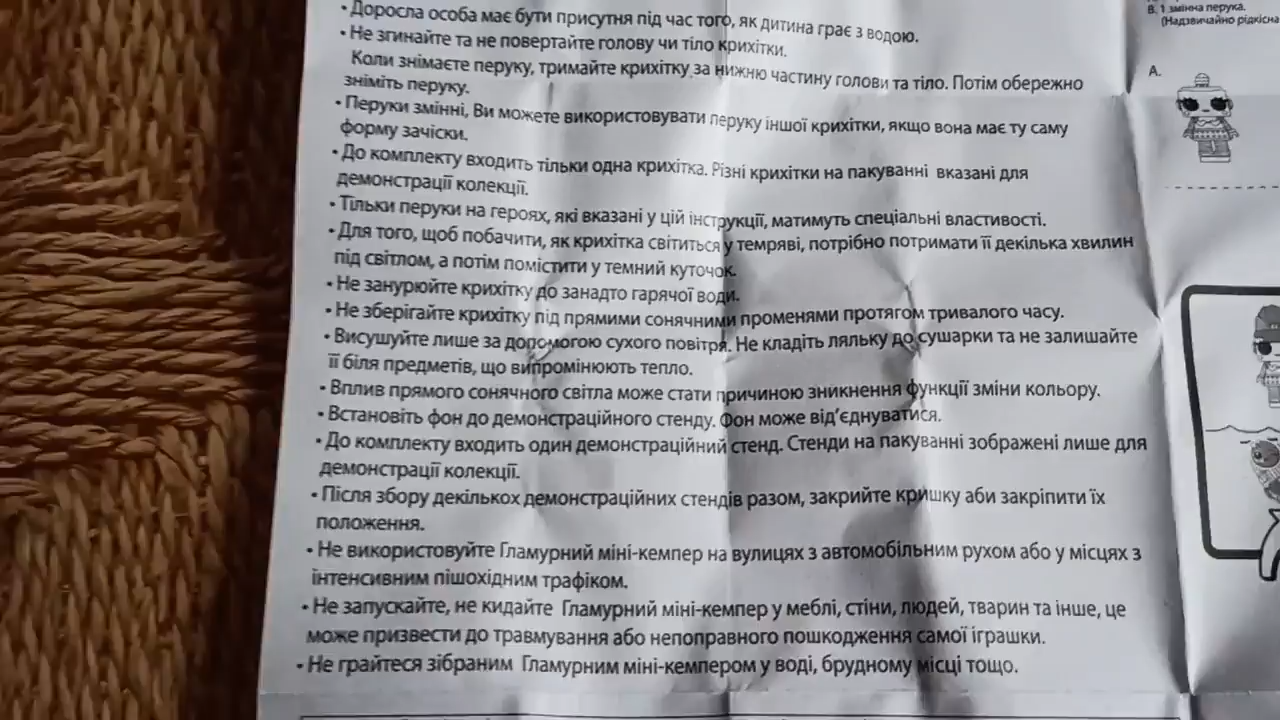 • Доросла особа має бути присутня під час того, як дитина грає з водою.
• Не згинайте та не повертайте голову чи тіло крихітки.
Коли знімаєте перуку, тримайте крихітку за нижню частину голови та тіло. Потім обережно
зніміть перуку.
• Перуки змінні, Ви можете використовувати перуку іншої крихітки, якщо вона має ту саму
форму зачіски.
• До комплекту входить тільки одна крихітка. Різні крихітки на пакуванні вказані для
демонстрації колекції.
• Тільки перуки на героях, які вказані у цій інструкції, матимуть спеціальні властивості.
• Для того, щоб побачити, як крихітка світиться у темряві, потрібно потримати її декілька хвилин
під світлом, а потім помістити у темний куточок.
• Не занурюйте крихітку до занадто гарячої води.
• Не зберігайте крихітку під прямими сонячними променями протягом тривалого часу.
• Висушуйте лише за допомогою сухого повітря. Не кладіть ляльку до сушарки та не залишайте
її біля предметів, що випромінюють тепло.
• Вплив прямого сонячного світла може стати причиною зникнення функції зміни кольору.
• Встановіть фон до демонстраційного стенду. Фон може від’єднуватися.
• До комплекту входить один демонстраційний стенд. Стенди на пакуванні зображені лише для
демонстрації колекції.
• Після збору декількох демонстраційних стендів разом, закрийте кришку аби закріпити їх
положення.
• Не використовуйте Гламурний міні-кемпер на вулицях з автомобільним рухом або у місцях з
інтенсивним пішохідним трафіком.
• Не запускайте, не кидайте Гламурний міні-кемпер у меблі, стіни, людей, тварин та інше, це
може призвести до травмування або непоправного пошкодження самої іграшки.
• Не грайтеся зібраним Гламурним міні-кемпером у воді, брудному місці тощо.
B. 1 змінна перука.
(Надзвичайно рідкісна
A.